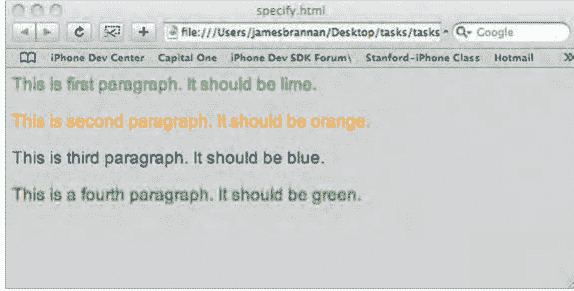 specify.html
file:///Users/jamesbrannan/Desktop/tasks/tasks
Google
iPhone Dev Center Capital One iPhone Dev SDK Forum\ Stanford-iPhone Class Hotmail
This is first paragraph. It should be lime.
This is second paragraph. It should be orange.
This is third paragraph. It should be blue.
This is a fourth paragraph. It should be green.